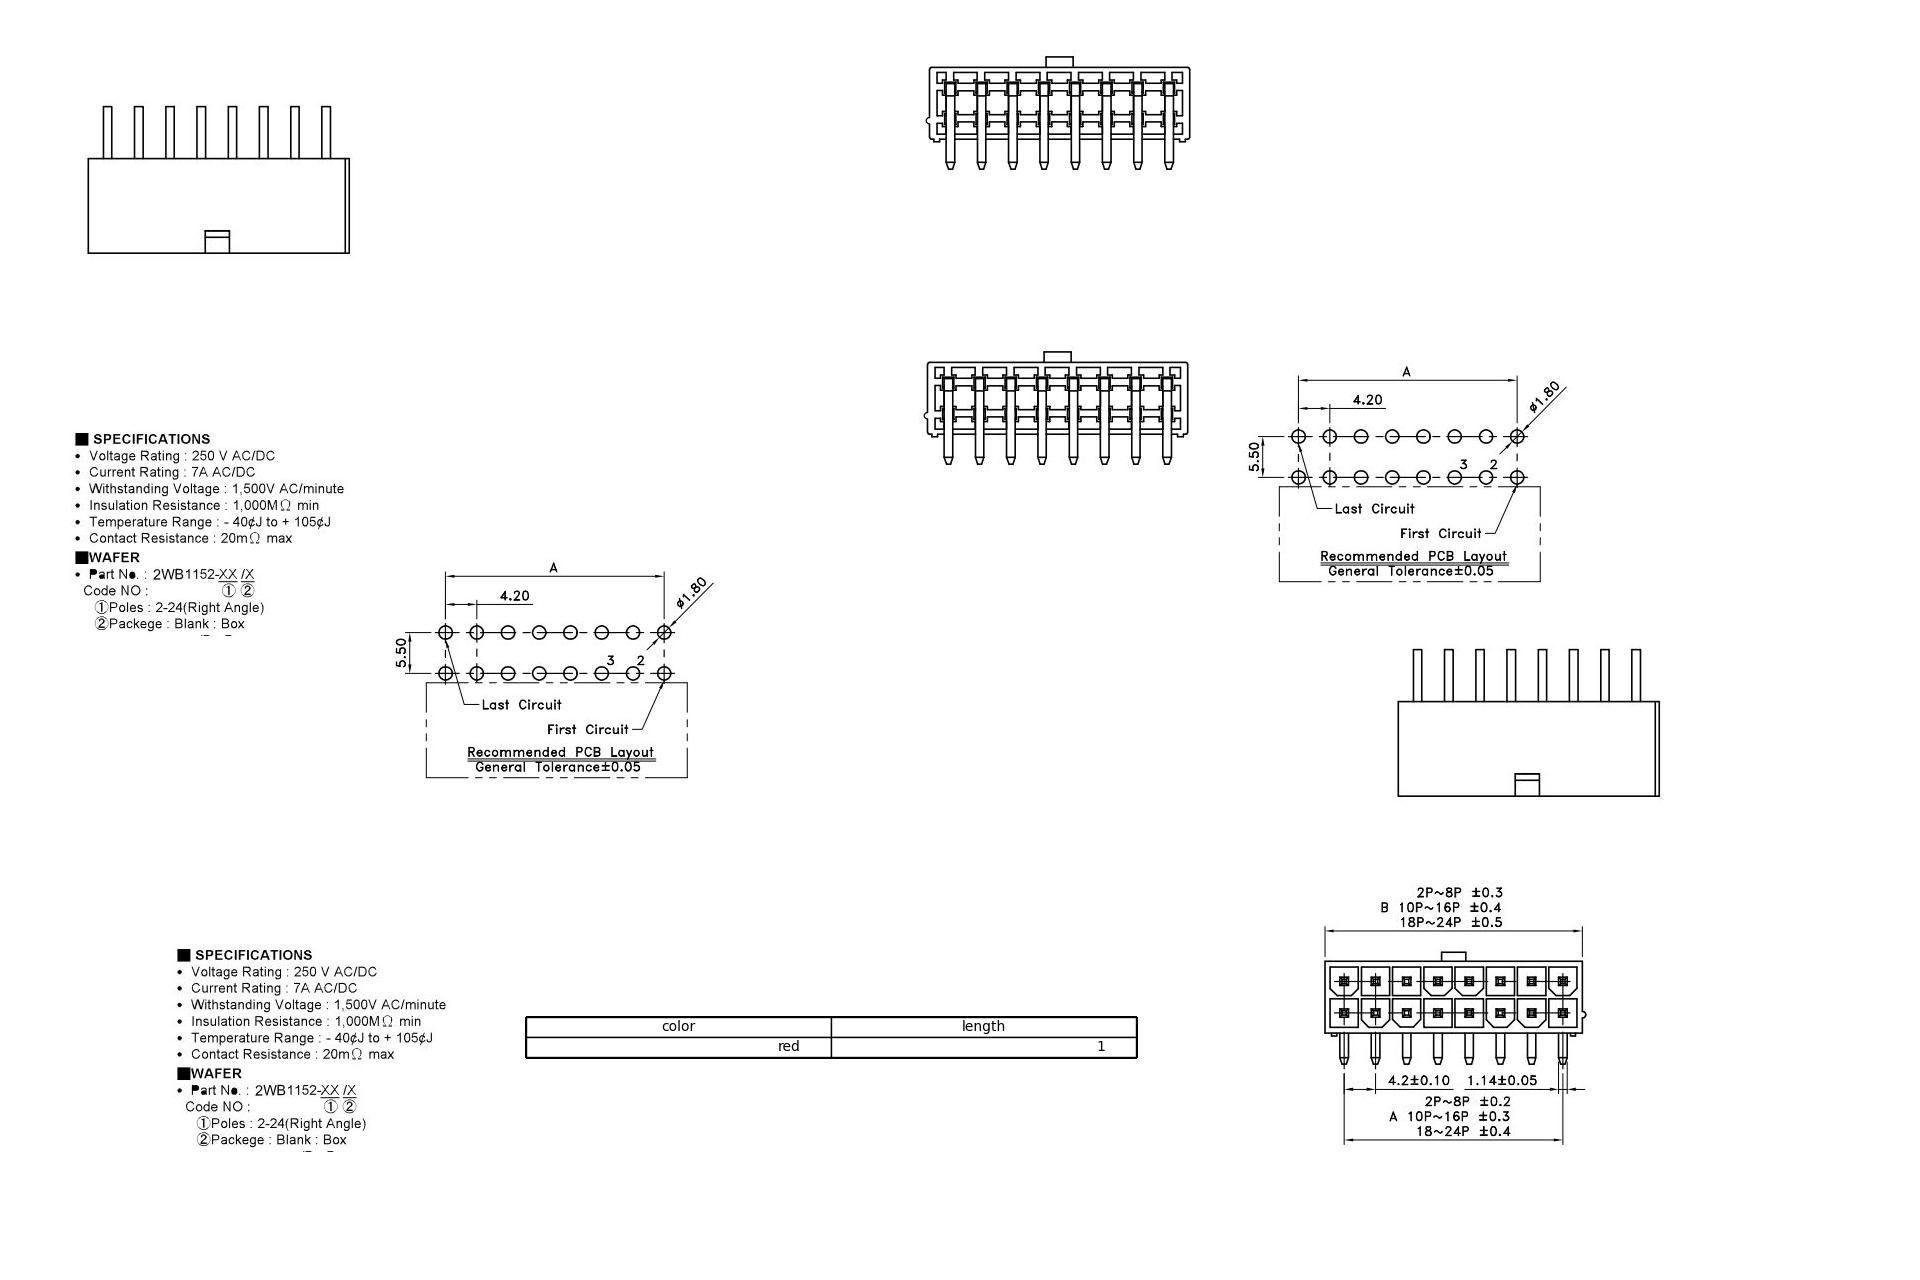 ■ SPECIFICATIONS
• Voltage Rating : 250 V AC/DC
• Current Rating : 7A AC/DC
• Withstanding Voltage : 1,500V AC/minute
• Insulation Resistance : 1,000MΩ min
• Temperature Range : - 40¢J to + 105¢J
• Contact Resistance : 20mΩ max
■WAFER
• Part No. : 2WB1152-XX /X
Code NO : ① ②
①Poles : 2-24(Right Angle)
②Packege : Blank : Box
A
4.20
ø1.80
5.50
3 2
Last Circuit
First Circuit
Recommended PCB Layout
General Tolerance±0.05
A
4.20
ø1.80
5.50
3 2
Last Circuit
First Circuit
Recommended PCB Layout
General Tolerance±0.05
2P~8P ±0.3
B 10P~16P ±0.4
18P~24P ±0.5
4.2±0.10 1.14±0.05
2P~8P ±0.2
A 10P~16P ±0.3
18~24P ±0.4
■ SPECIFICATIONS
• Voltage Rating : 250 V AC/DC
• Current Rating : 7A AC/DC
• Withstanding Voltage : 1,500V AC/minute
• Insulation Resistance : 1,000MΩ min
• Temperature Range : - 40¢J to + 105¢J
• Contact Resistance : 20mΩ max
■WAFER
• Part No. : 2WB1152-XX /X
Code NO : ① ②
①Poles : 2-24(Right Angle)
②Packege : Blank : Box
color length
red 1